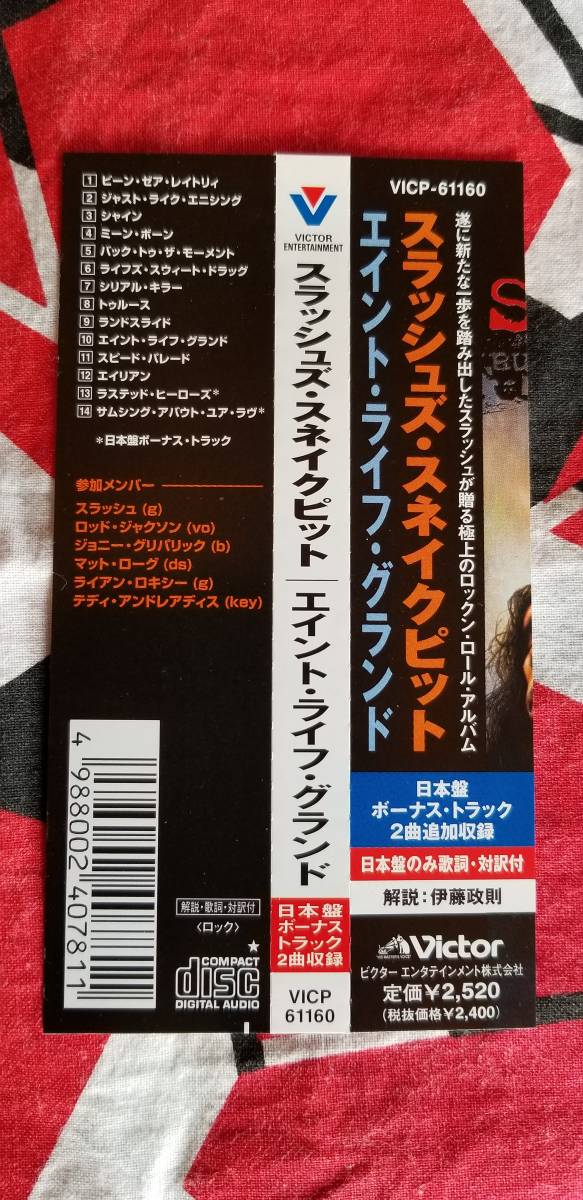 1 ビーン・ゼア・レイトリィ
2 ジャスト・ライク・エニシング
3 シャイン
4 ミーン・ボーン
5 バック・トゥ・ザ・モーメント
6 ライフズ・スウィート・ドラッグ
7 シリアル・キラー
8 トゥルース
9 ランドスライド
10 エイント・ライフ・グランド
11 スピード・パレード
12 エイリアン
13 ラステッド・ヒーローズ*
14 サムシング・アバウト・ユア・ラヴ*
*日本盤ボーナス・トラック
参加メンバー
スラッシュ (g)
ロッド・ジャクソン (vo)
ジョニー・グリパリック (b)
マット・ローグ (ds)
ライアン・ロキシー (g)
テディ・アンドレアディス (key)
4 988002 407811
解説・歌詞・対訳付
〈ロック〉
★
COMPACT
disc
DIGITAL AUDIO
VICTOR
ENTERTAINMENT
スラッシュズ・スネイクピット
エイント・ライフ・グランド
日本盤
ボーナス
トラック
2曲収録
VICP
61160
VICP-61160
遂に新たな一歩を踏み出したスラッシュが贈る極上のロックン・ロール・アルバム
スラッシュズ・スネイクピット
エイント・ライフ・グランド
日本盤
ボーナス・トラック
2曲追加収録
日本盤のみ歌詞・対訳付
解説：伊藤政則
Victor
ビクター エンタテインメント株式会社
定価¥2,520
(税抜価格¥2,400)